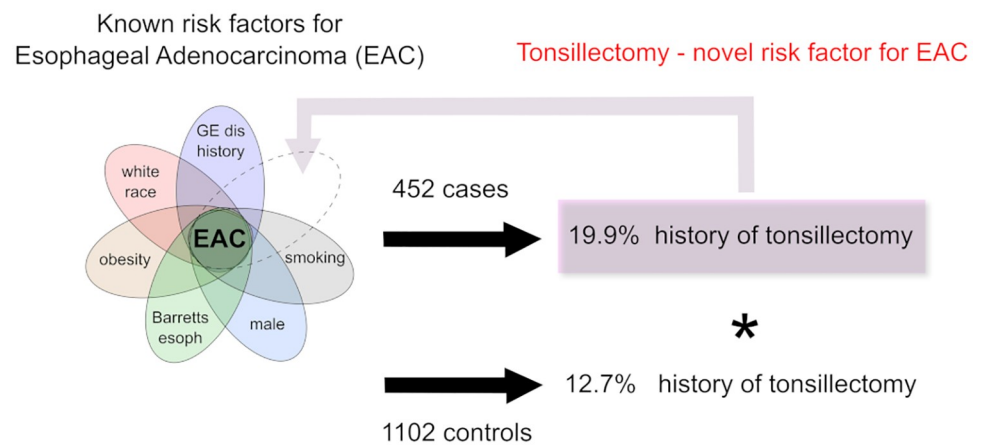 Known risk factors for
Esophageal Adenocarcinoma (EAC)
Tonsillectomy - novel risk factor for EAC
GE dis
history
white
race
EAC
obesity
smoking
Barretts
esoph
male
452 cases
19.9% history of tonsillectomy
*
12.7% history of tonsillectomy
1102 controls